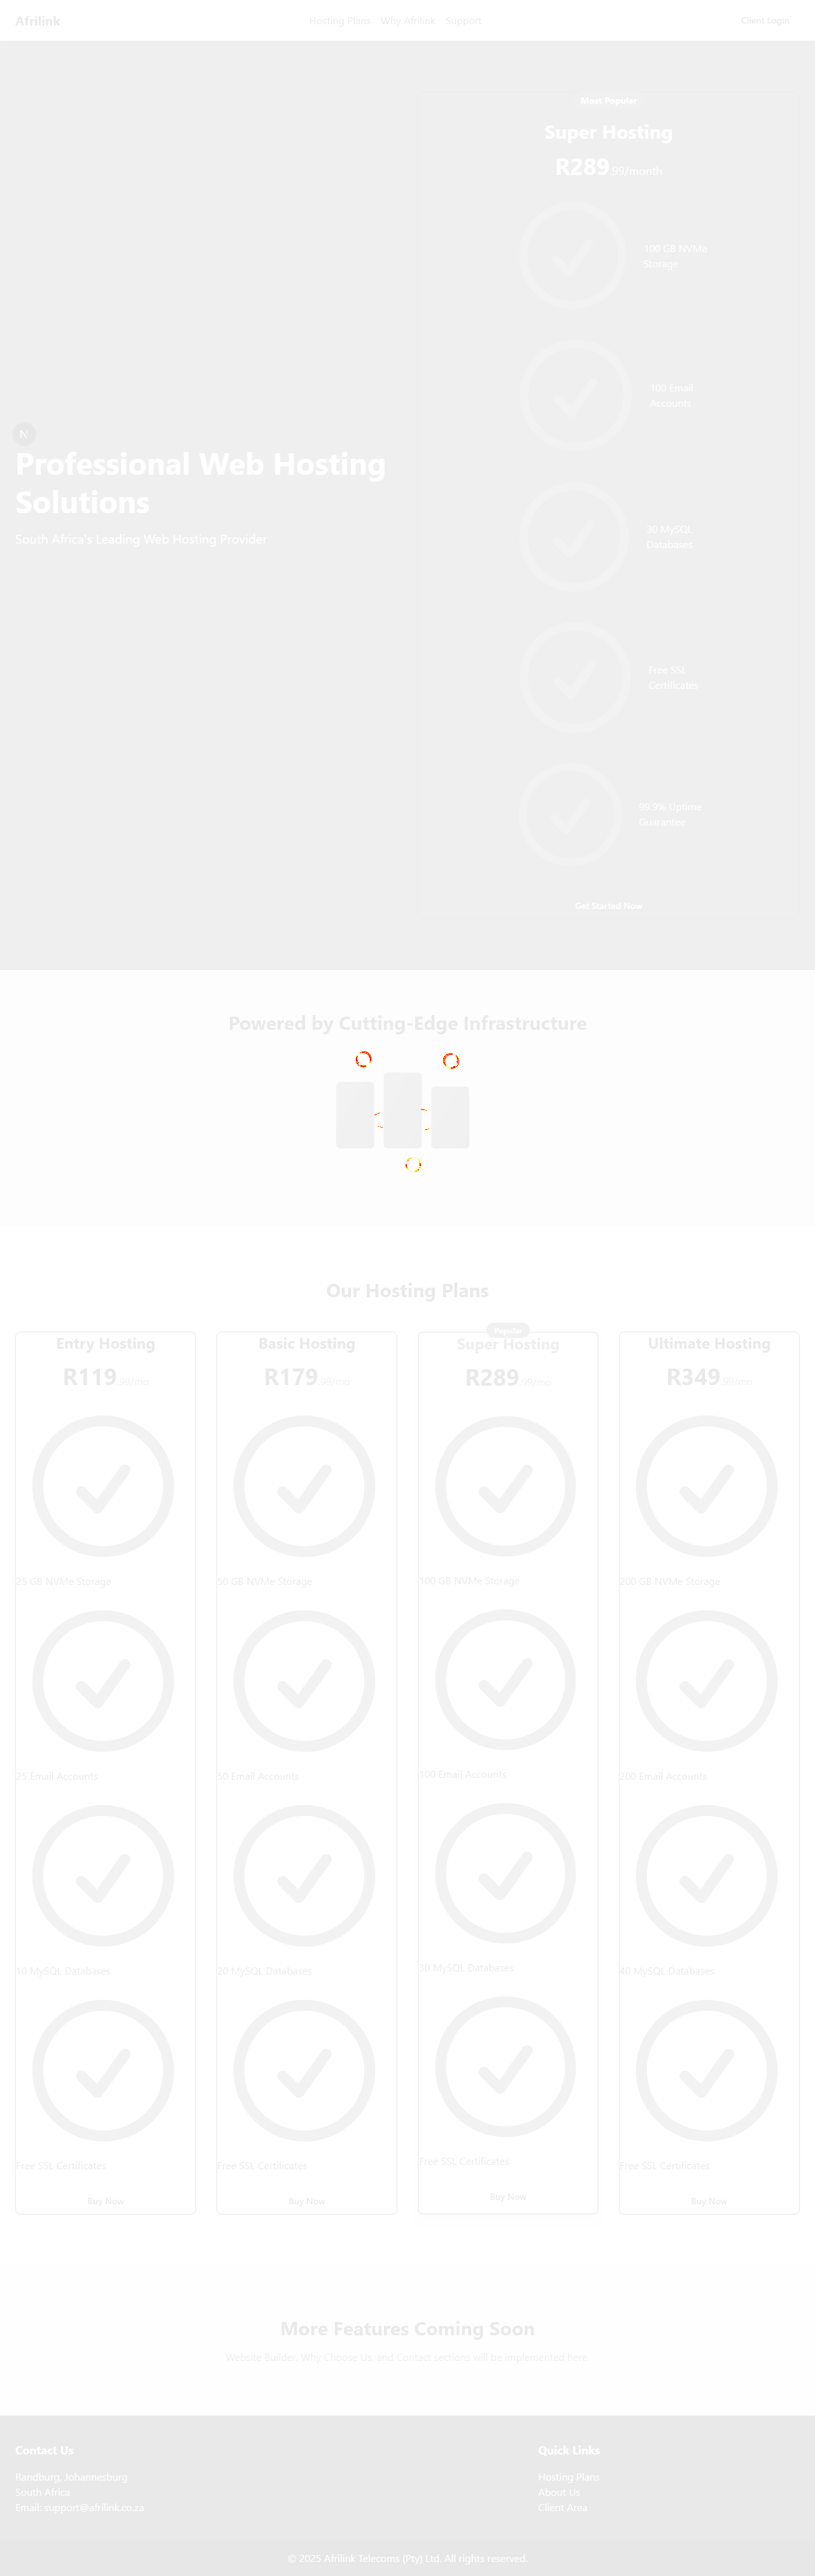 Afrilink
Hosting Plans
Why Afrilink
Support
Client Login
Most Popular
Super Hosting
R289.99/month
100 GB NVMe
Storage
100 Email
Accounts
30 MySQL
Databases
Free SSL
Certificates
99.9% Uptime
Guarantee
Get Started Now
N
Professional Web Hosting
Solutions
South Africa's Leading Web Hosting Provider
Powered by Cutting-Edge Infrastructure
Our Hosting Plans
Entry Hosting
R119.99/mo
25 GB NVMe Storage
25 Email Accounts
10 MySQL Databases
Free SSL Certificates
Buy Now
Basic Hosting
R179.99/mo
50 GB NVMe Storage
50 Email Accounts
20 MySQL Databases
Free SSL Certificates
Buy Now
Popular
Super Hosting
R289.99/mo
100 GB NVMe Storage
100 Email Accounts
30 MySQL Databases
Free SSL Certificates
Buy Now
Ultimate Hosting
R349.99/mo
200 GB NVMe Storage
200 Email Accounts
40 MySQL Databases
Free SSL Certificates
Buy Now
More Features Coming Soon
Website Builder, Why Choose Us, and Contact sections will be implemented here.
Contact Us
Randburg, Johannesburg
South Africa
Email: support@afrilink.co.za
Quick Links
Hosting Plans
About Us
Client Area
© 2025 Afrilink Telecoms (Pty) Ltd. All rights reserved.